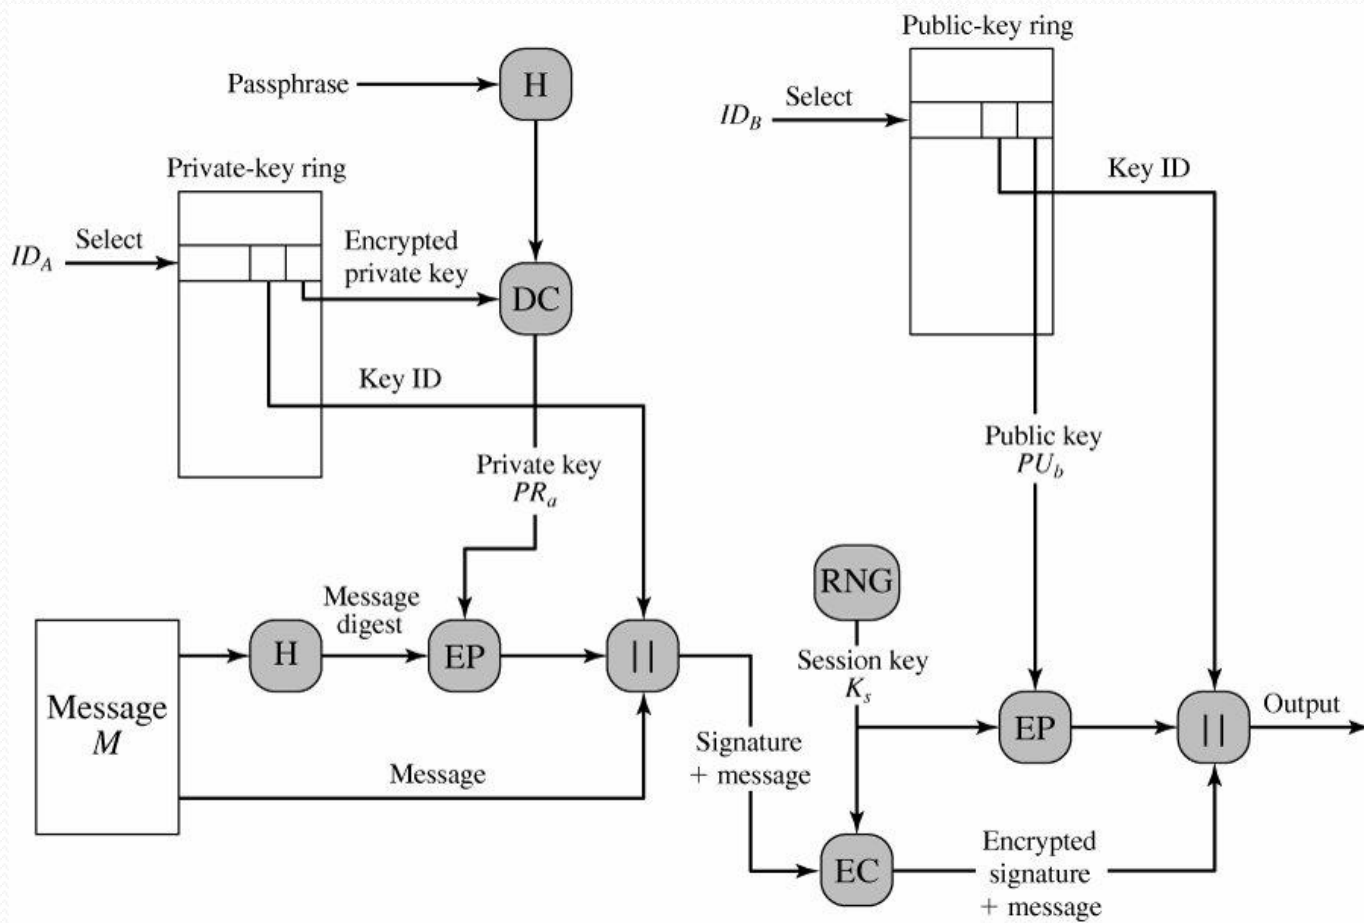 Public-key ring
Passphrase
H
ID_B
Select
Private-key ring
Key ID
ID_A
Select
Encrypted
private key
DC
Key ID
Public key
PU_b
Private key
PR_a
RNG
Message
digest
H
EP
||
Session key
K_s
Message
M
EP
||
Output
Signature
+ message
Message
EC
Encrypted
signature
+ message